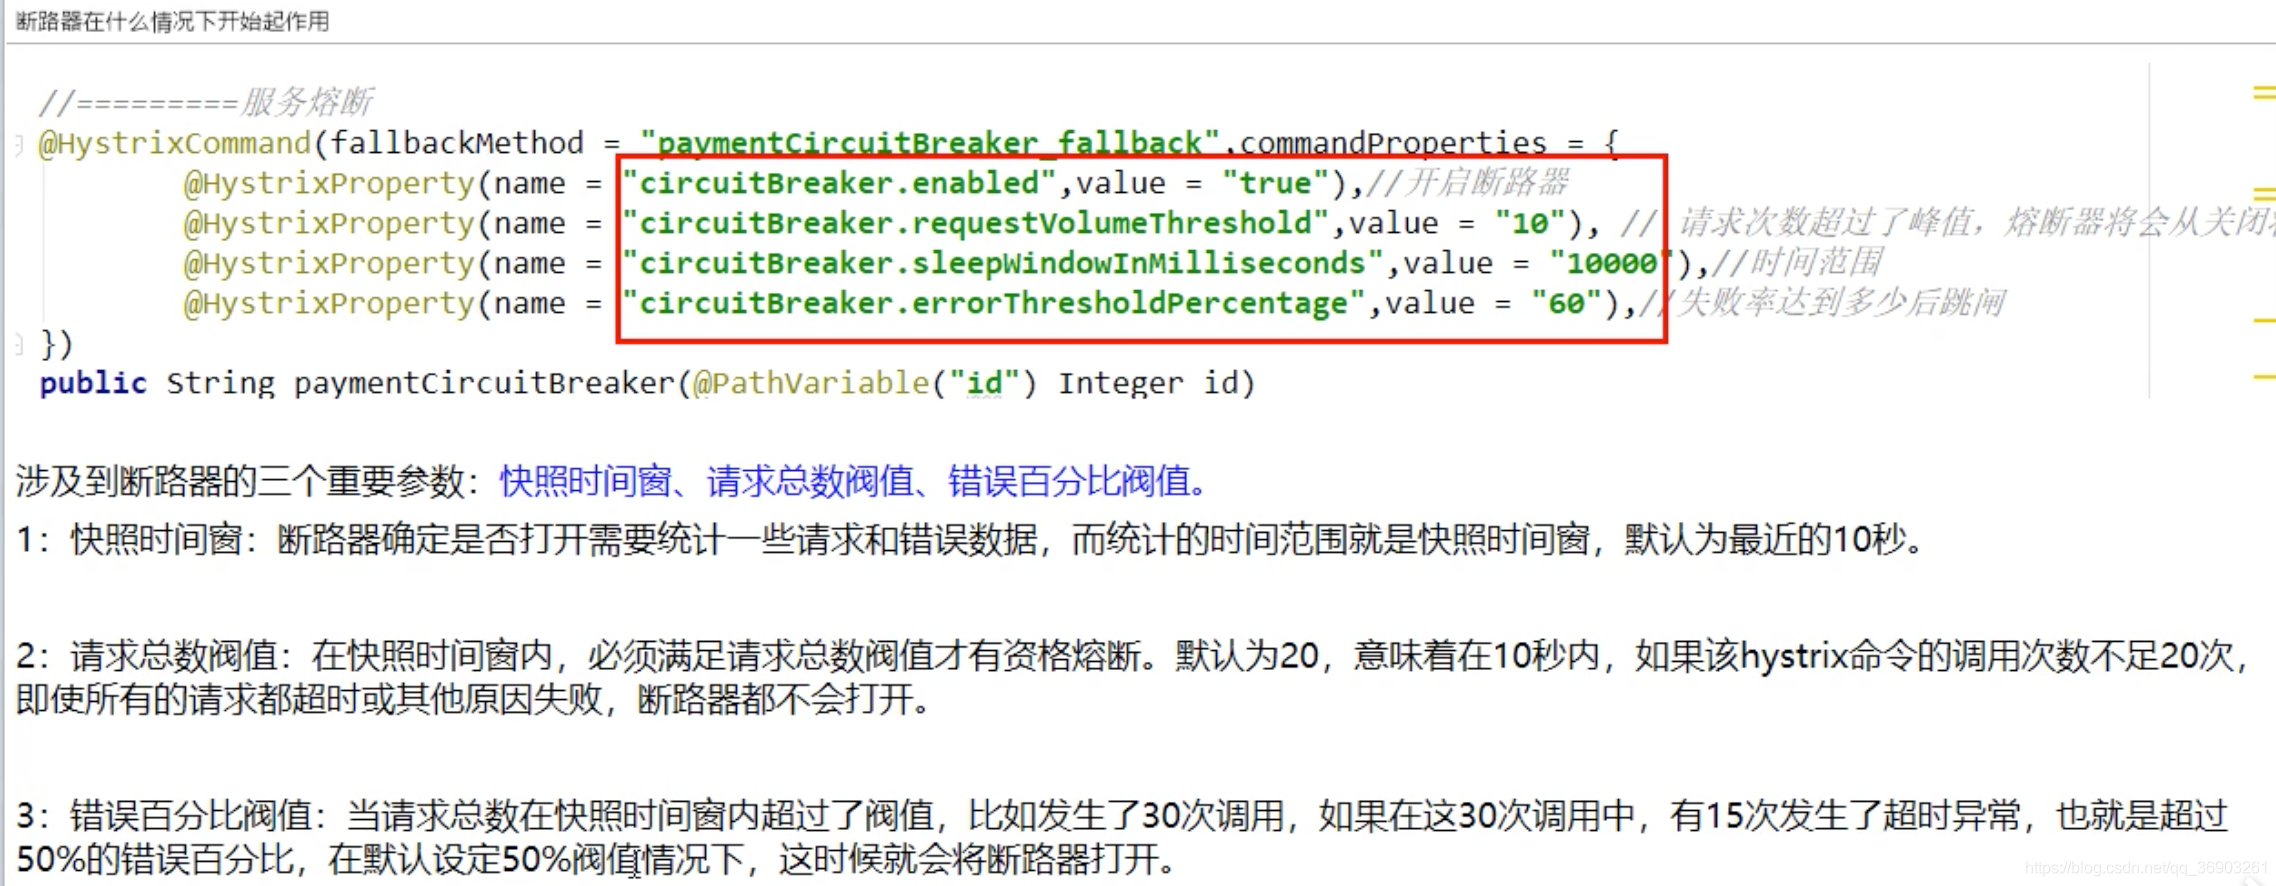 断路器在什么情况下开始起作用
//=========服务熔断
@HystrixCommand(fallbackMethod = "paymentCircuitBreaker_fallback",commandProperties = {
@HystrixProperty(name = "circuitBreaker.enabled",value = "true"),//开启断路器
@HystrixProperty(name = "circuitBreaker.requestVolumeThreshold",value = "10"), // 请求次数超过了峰值，熔断器将会从关闭
@HystrixProperty(name = "circuitBreaker.sleepWindowInMilliseconds",value = "10000"),//时间范围
@HystrixProperty(name = "circuitBreaker.errorThresholdPercentage",value = "60"),//失败率达到多少后跳闸
})
public String paymentCircuitBreaker(@PathVariable("id") Integer id)
涉及到断路器的三个重要参数：快照时间窗、请求总数阀值、错误百分比阀值。
1：快照时间窗：断路器确定是否打开需要统计一些请求和错误数据，而统计的时间范围就是快照时间窗，默认为最近的10秒。
2：请求总数阀值：在快照时间窗内，必须满足请求总数阀值才有资格熔断。默认为20，意味着在10秒内，如果该hystrix命令的调用次数不足20次，
即使所有的请求都超时或其他原因失败，断路器都不会打开。
3：错误百分比阀值：当请求总数在快照时间窗内超过了阀值，比如发生了30次调用，如果在这30次调用中，有15次发生了超时异常，也就是超过
50%的错误百分比，在默认设定50%阀值情况下，这时候就会将断路器打开。
https://blog.csdn.net/qq_36903261